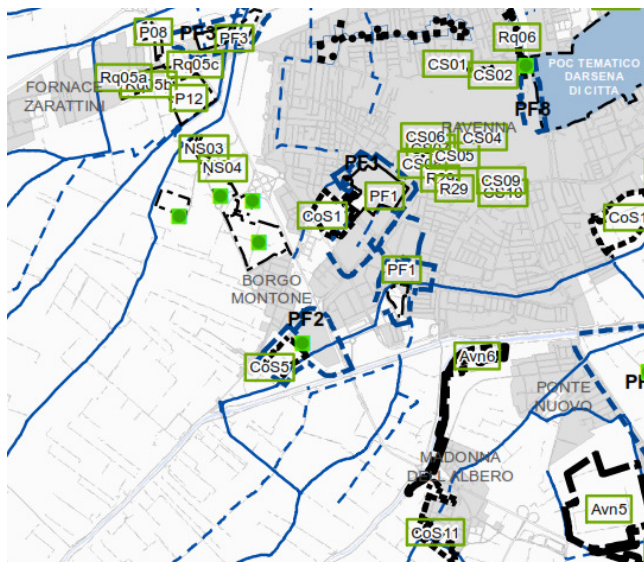 P08
PF3
PF3
Rq06
Rq05a
Rq05c
CS01
CS02
POC TEMATICO
DARSENA
DI CITTA
FORNACE
ZARATTINI
P12
PF8
CS06
RAVENNA
CS04
NS03
CS05
NS04
PF1
PF1
R29
CS09
CS10
CoS1
BORGO
MONTONE
PF1
PF2
CoS5
Avn6
PONTE
NUOVO
MADONNA
DELL'ALBERO
Avn5
CoS11